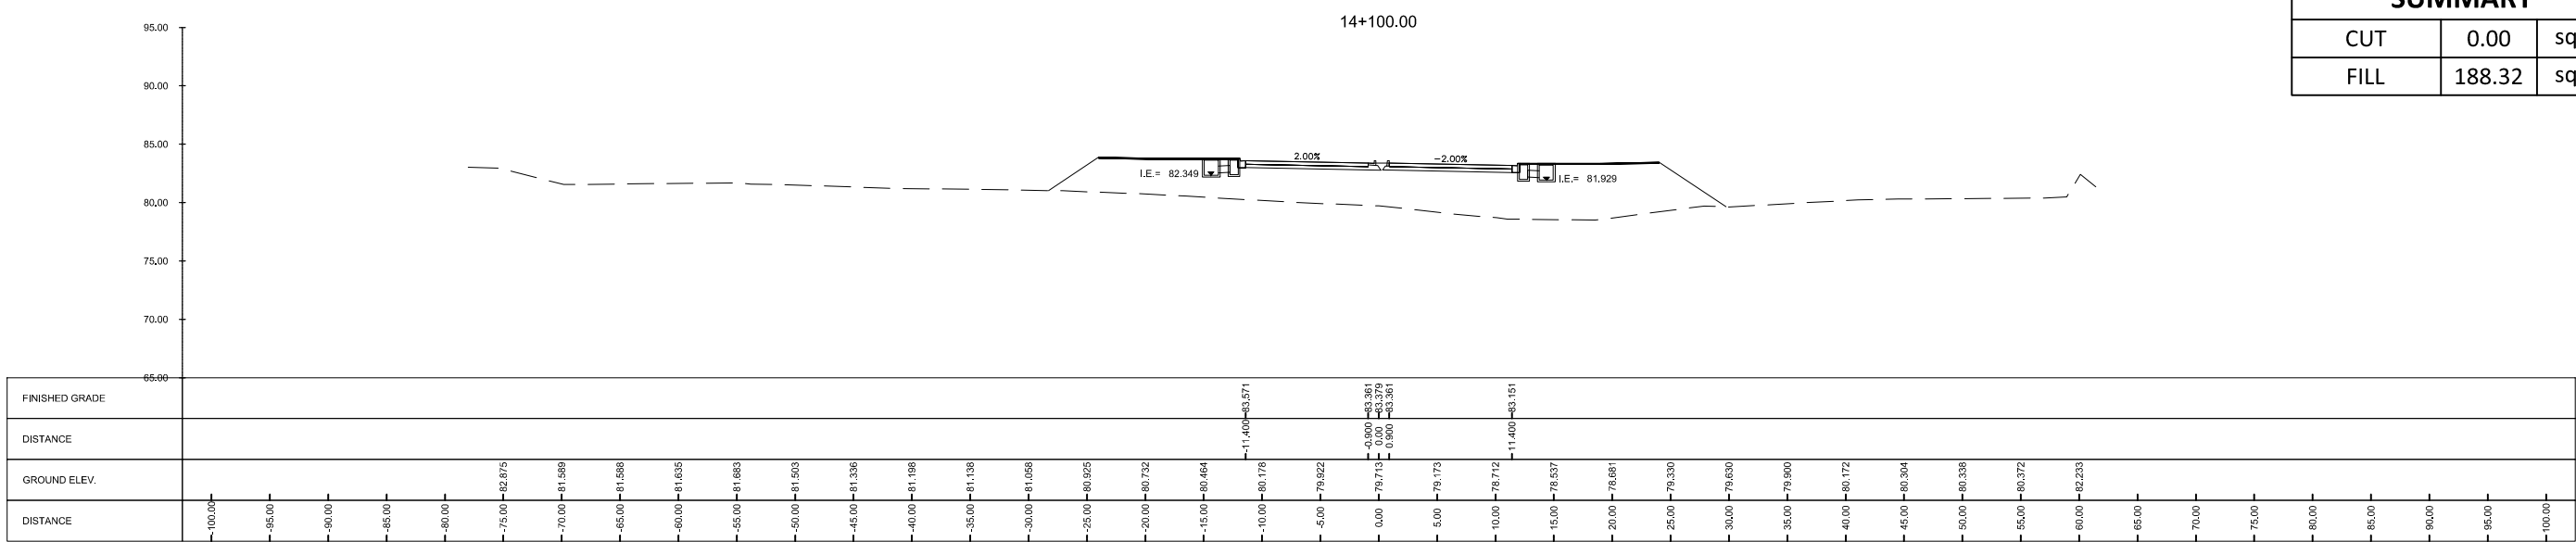 14+100.00
SUMMARY
CUT 0.00 sq
FILL 188.32 sq
95.00
90.00
85.00
80.00
75.00
70.00
65.00
2.00% -2.00%
I.E.= 82.349
I.E.= 81.929
FINISHED GRADE 83.571 83.361 83.379 83.361 83.151
DISTANCE -11.400 -0.900 0.00 0.900 11.400
GROUND ELEV. 82.875 81.589 81.588 81.635 81.683 81.503 81.336 81.198 81.138 81.058 80.925 80.732 80.464 80.178 79.922 79.713 79.173 78.712 78.537 78.681 79.330 79.630 79.900 80.172 80.304 80.338 80.372 82.233
DISTANCE -100.00 -95.00 -90.00 -85.00 -80.00 -75.00 -70.00 -65.00 -60.00 -55.00 -50.00 -45.00 -40.00 -35.00 -30.00 -25.00 -20.00 -15.00 -10.00 -5.00 0.00 5.00 10.00 15.00 20.00 25.00 30.00 35.00 40.00 45.00 50.00 55.00 60.00 65.00 70.00 75.00 80.00 85.00 90.00 95.00 100.00